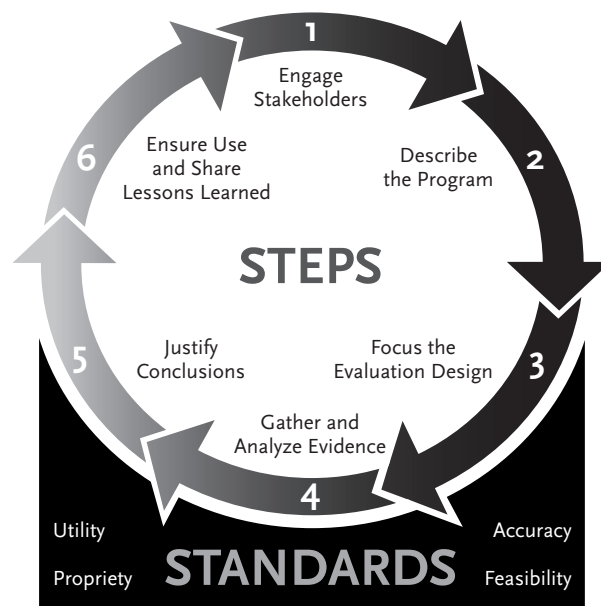 1
Engage
Stakeholders
2
Describe
the Program
3
Focus the
Evaluation Design
4
Gather and
Analyze Evidence
5
Justify
Conclusions
6
Ensure Use
and Share
Lessons Learned
STEPS
Utility
Propriety
STANDARDS
Accuracy
Feasibility